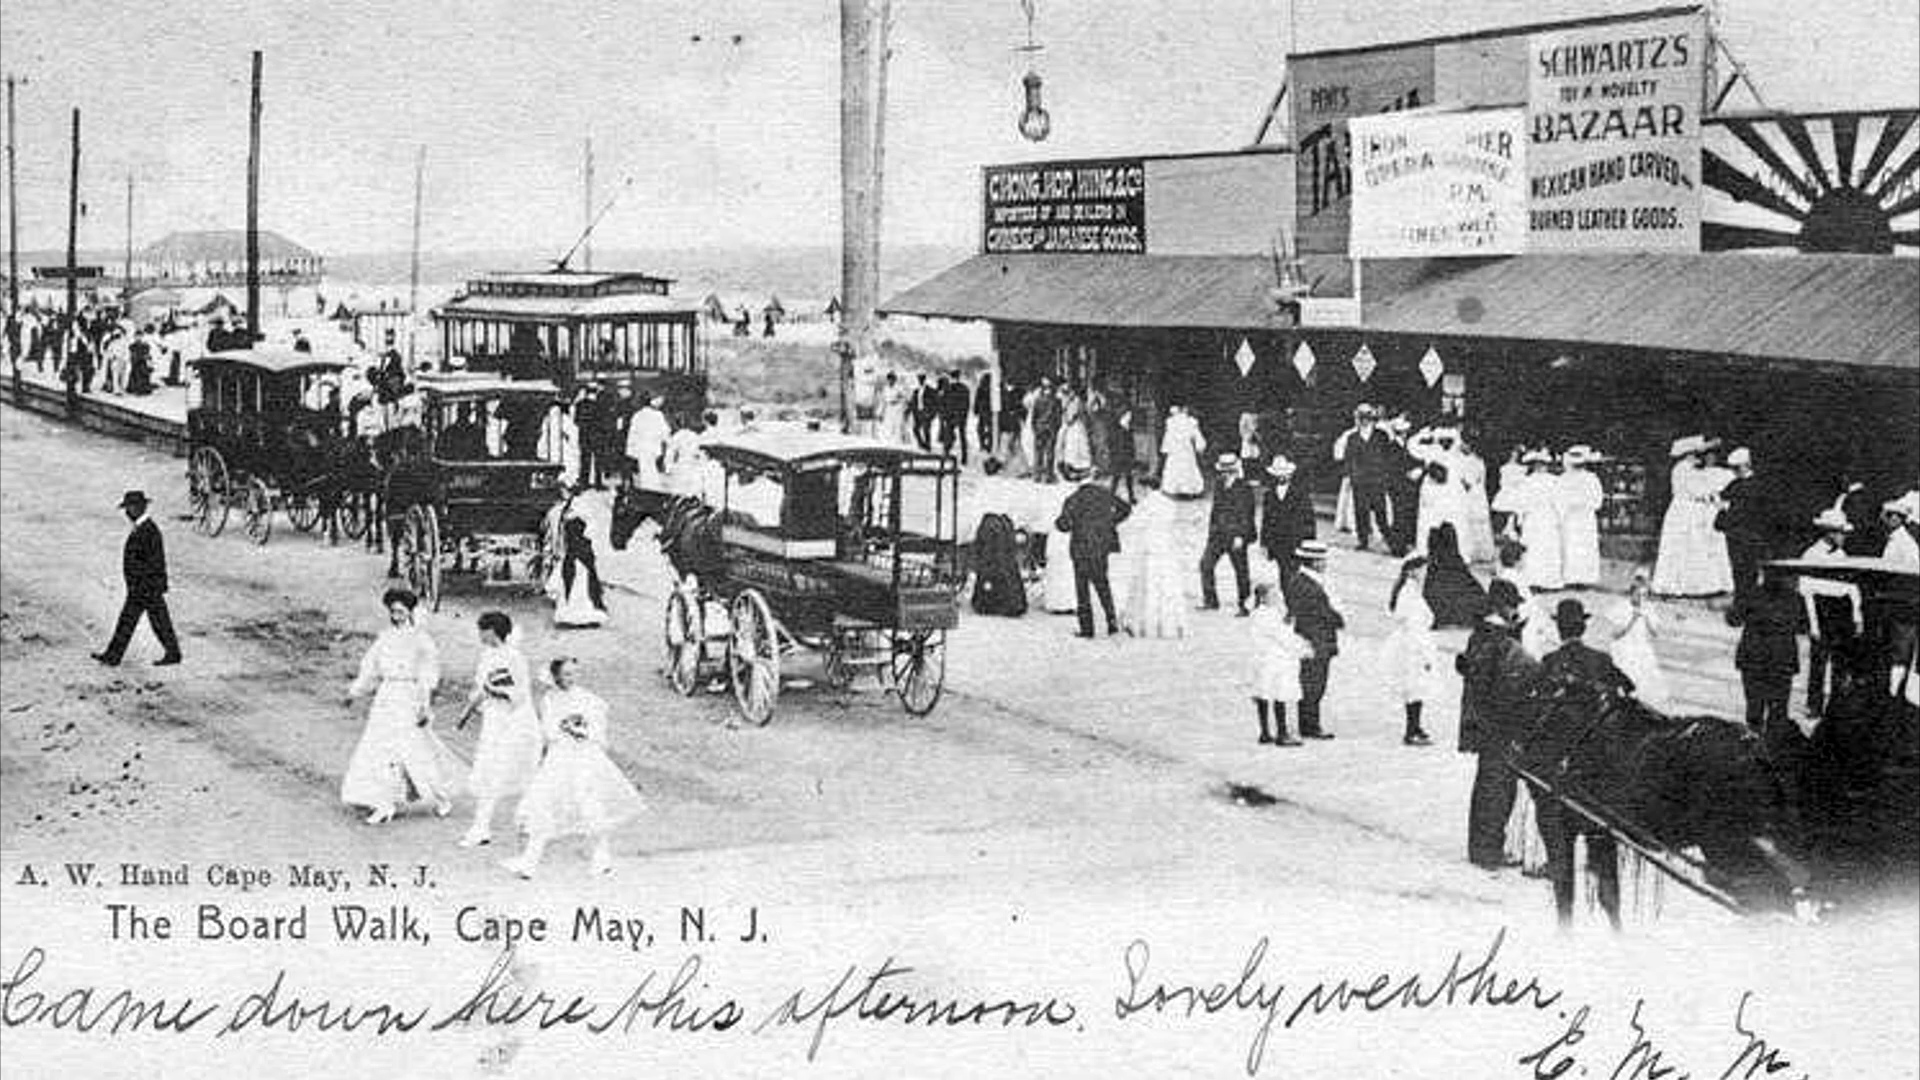 SCHWARTZ'S
TOY & NOVELTY
BAZAAR
MEXICAN HAND CARVED
BURNED LEATHER GOODS.
IRON PIER
P.M.
CHONG, HOP, HING, & CO
IMPORTERS OF AND DEALERS IN
CHINESE AND JAPANESE GOODS.
A. W. Hand Cape May, N. J.
The Board Walk, Cape May, N. J.
Came down here this afternoon. Lovely weather.
E. M. M.